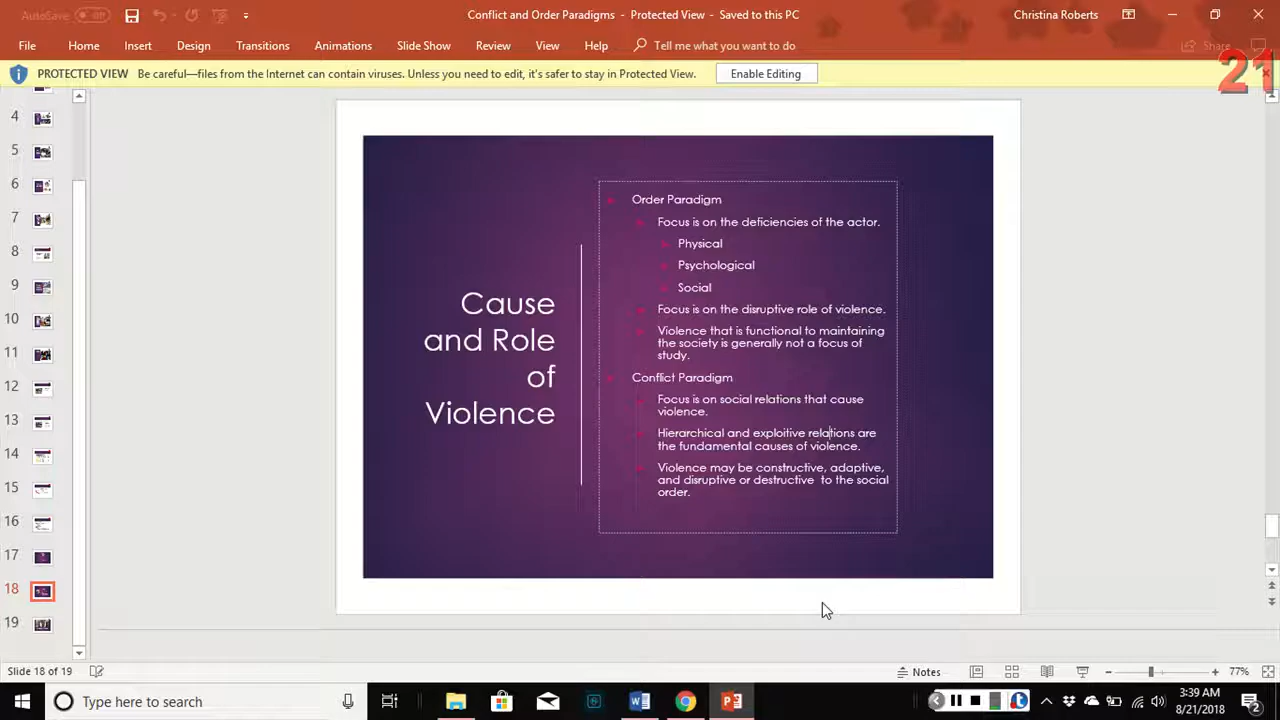 AutoSave Off
Conflict and Order Paradigms - Protected View - Saved to this PC
Christina Roberts
File Home Insert Design Transitions Animations Slide Show Review View Help Tell me what you want to do Share
PROTECTED VIEW Be careful—files from the Internet can contain viruses. Unless you need to edit, it's safer to stay in Protected View. Enable Editing
21
4
5
6
8
9
10
11
12
13
14
13
16
17
18
19
Cause
and Role
of
Violence
Order Paradigm
Focus is on the deficiencies of the actor.
Physical
Psychological
Social
Focus is on the disruptive role of violence.
Violence that is functional to maintaining
the society is generally not a focus of
study.
Conflict Paradigm
Focus is on social relations that cause
violence.
Hierarchical and exploitive relations are
the fundamental causes of violence.
Violence may be constructive, adaptive,
and disruptive or destructive to the social
order.
Slide 18 of 19
Notes
77%
Type here to search
3:39 AM
8/21/2018
2